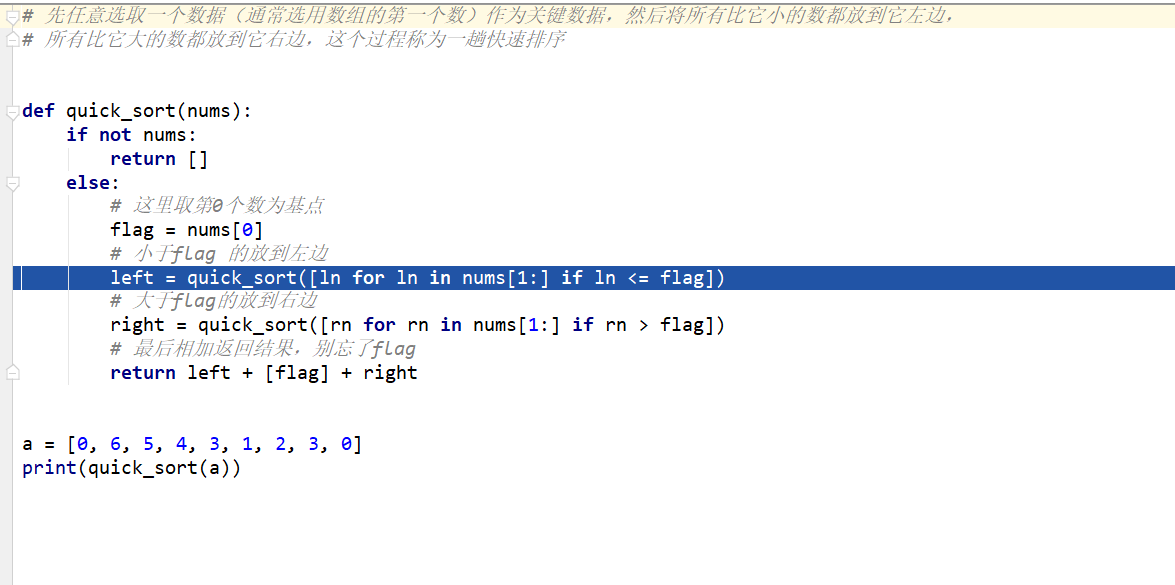 # 先任意选取一个数据（通常选用数组的第一个数）作为关键数据，然后将所有比它小的数都放到它左边，
# 所有比它大的数都放到它右边，这个过程称为一趟快速排序
def quick_sort(nums):
    if not nums:
        return []
    else:
        # 这里取第0个数为基点
        flag = nums[0]
        # 小于flag 的放到左边
        left = quick_sort([ln for ln in nums[1:] if ln <= flag])
        # 大于flag的放到右边
        right = quick_sort([rn for rn in nums[1:] if rn > flag])
        # 最后相加返回结果，别忘了flag
        return left + [flag] + right
a = [0, 6, 5, 4, 3, 1, 2, 3, 0]
print(quick_sort(a))